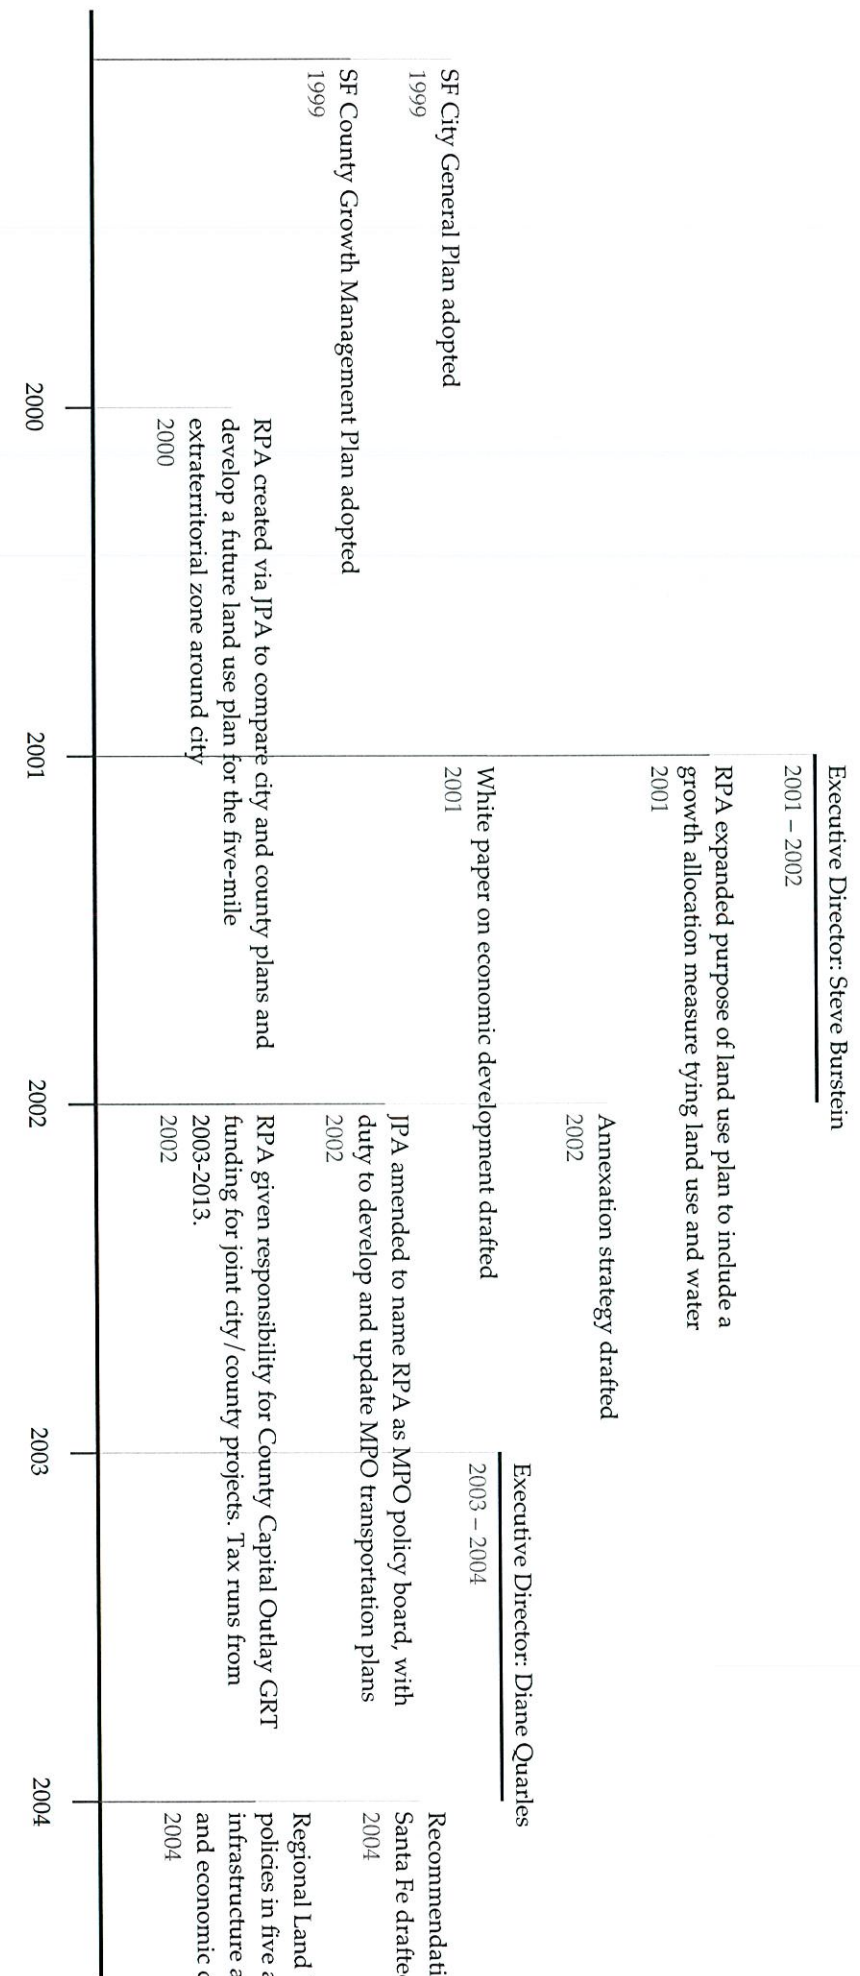 Executive Director: Steve Burstein
2001 – 2002
RPA expanded purpose of land use plan to include a
growth allocation measure tying land use and water
2001
Annexation strategy drafted
2002
Executive Director: Diane Quarles
2003 – 2004
White paper on economic development drafted
2001
SF City General Plan adopted
1999
JPA amended to name RPA as MPO policy board, with
duty to develop and update MPO transportation plans
2002
Recommendati
Santa Fe drafte
2004
SF County Growth Management Plan adopted
1999
RPA created via JPA to compare city and county plans and
develop a future land use plan for the five-mile
extraterritorial zone around city
2000
RPA given responsibility for County Capital Outlay GRT
funding for joint city/county projects. Tax runs from
2003-2013.
2002
Regional Land
policies in five a
infrastructure a
and economic
2004
2000
2001
2002
2003
2004